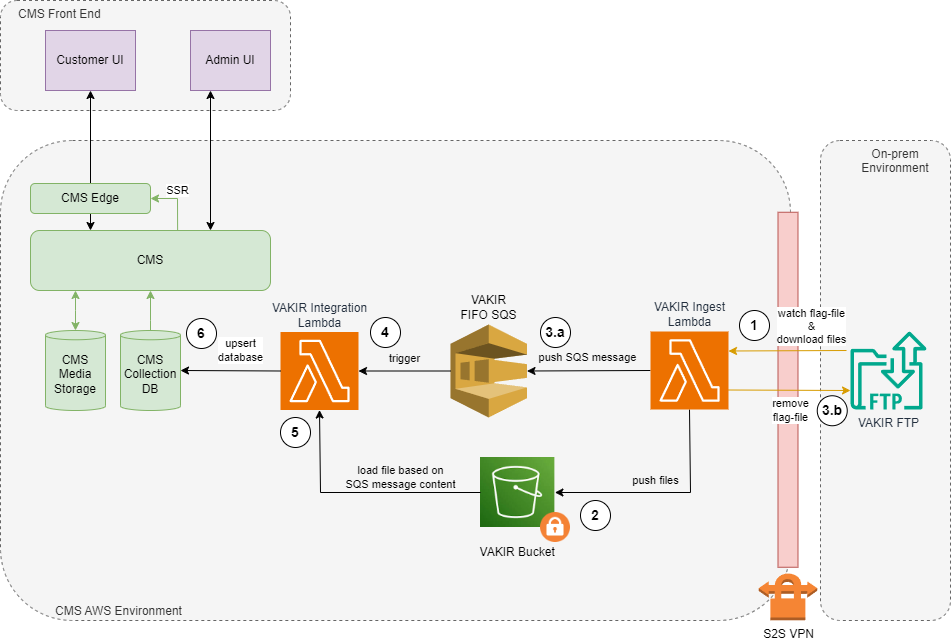 CMS Front End
Customer UI
Admin UI
On-prem
Environment
CMS Edge
SSR
CMS
VAKIR Integration
Lambda
VAKIR
FIFO SQS
VAKIR Ingest
Lambda
watch flag-file
&
download files
1
3.a
4
6
upsert
database
trigger
push SQS message
CMS
Media
Storage
CMS
Collection
DB
remove
flag-file
3.b
FTP
VAKIR FTP
5
load file based on
SQS message content
push files
2
VAKIR Bucket
CMS AWS Environment
S2S VPN